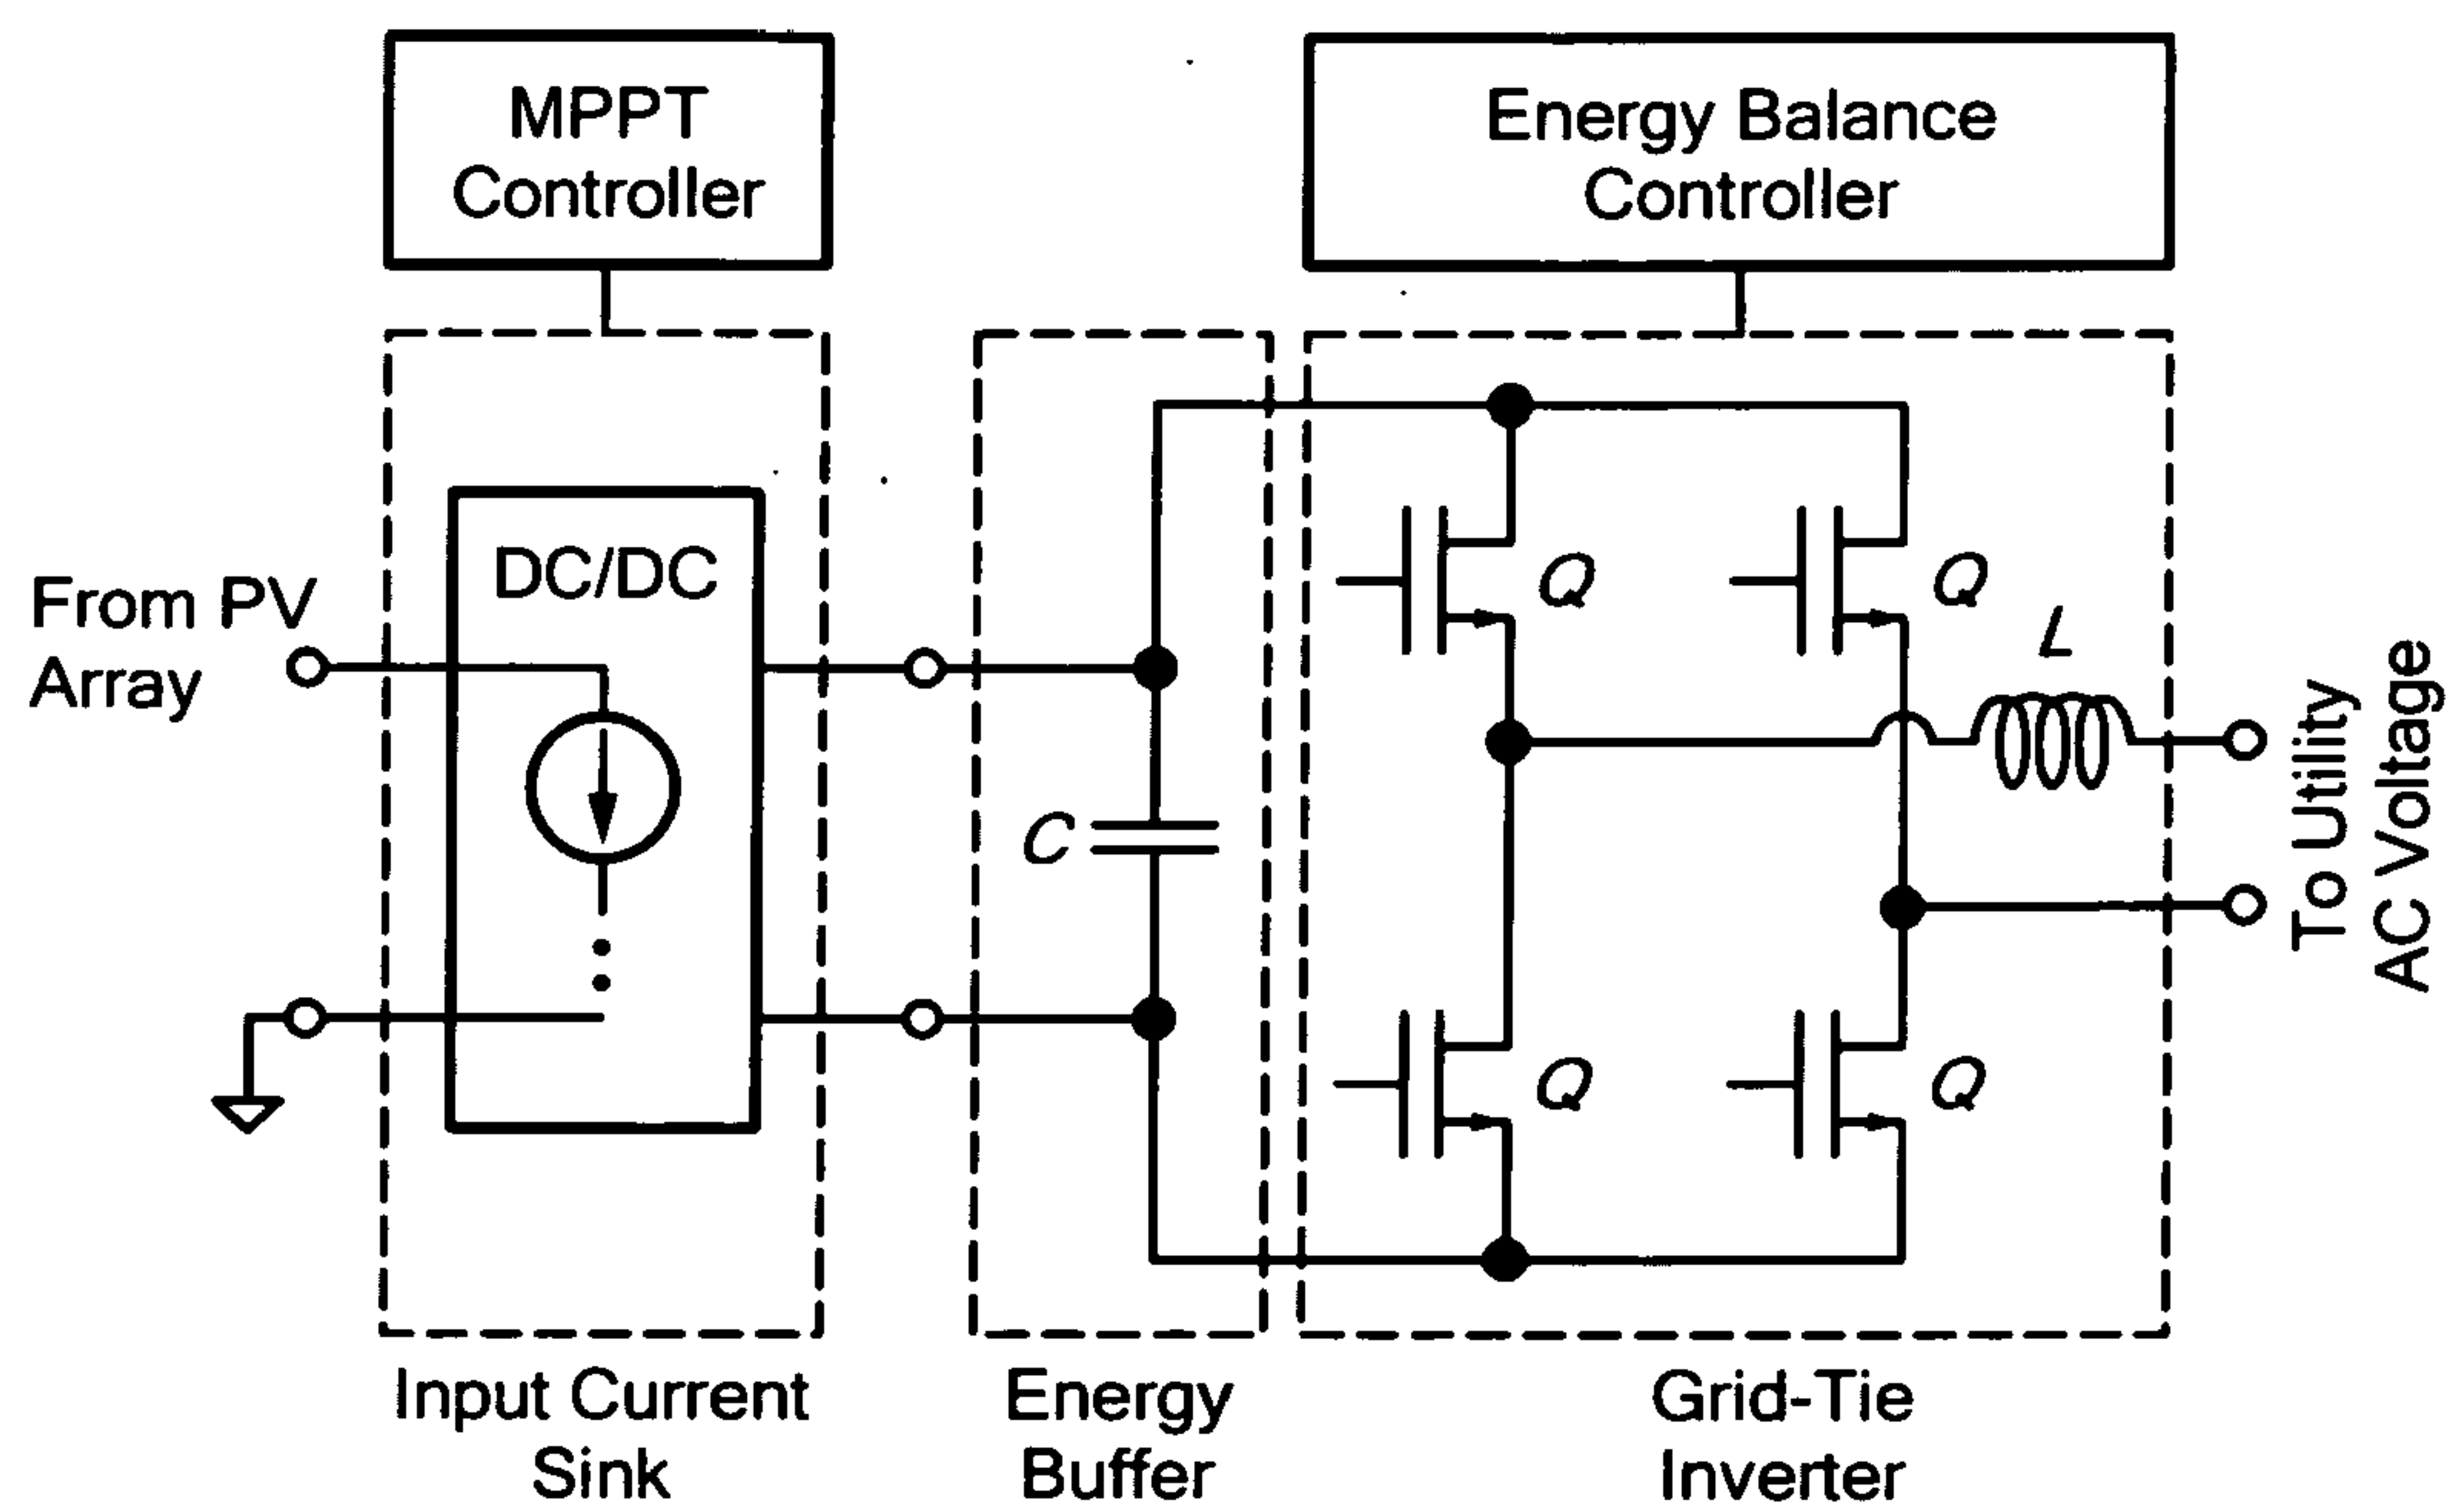 MPPT
Controller
Energy Balance
Controller
From PV
Array
DC/DC
C
Q
Q
Q
Q
L
To Utility
AC Voltage
Input Current
Sink
Energy
Buffer
Grid-Tie
Inverter